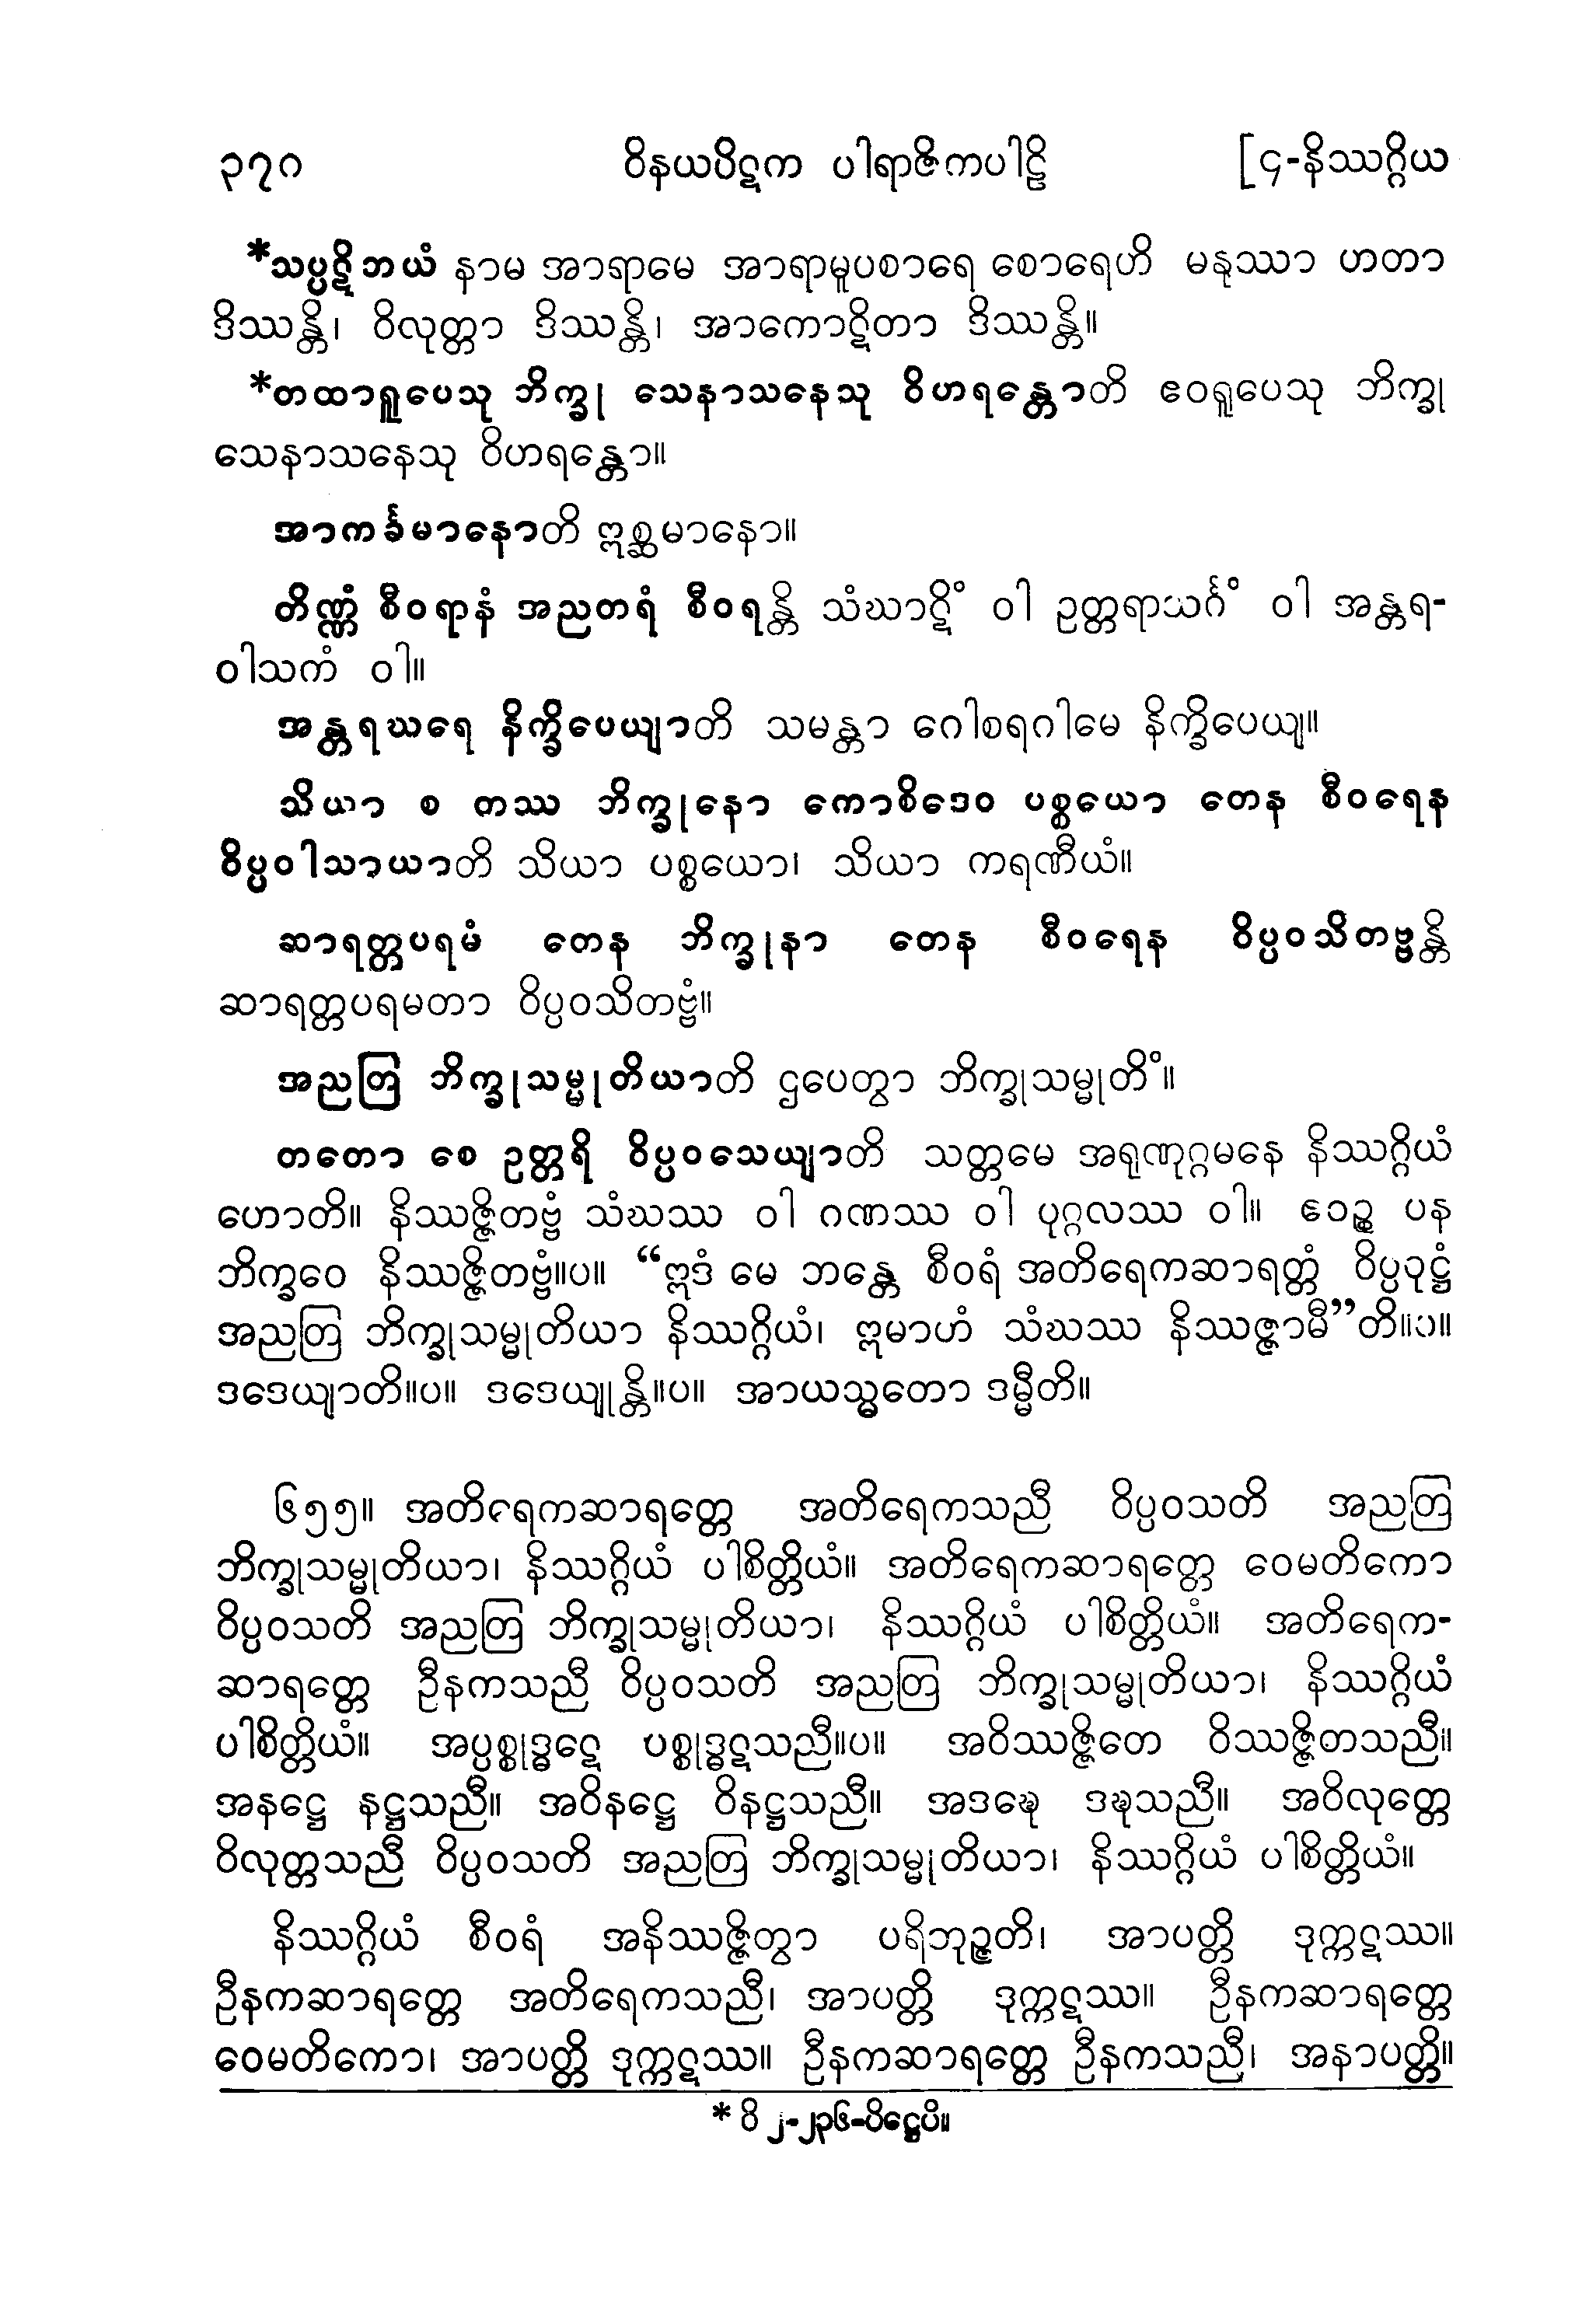 ၃၇ဝ ဝိနယပိဋက ပါရာဇိကပါဠိ [၄-နိဿဂ္ဂိယ
*သပ္ပဋိဘယံ နာမ အာရာမေ အာရာမူပစာရေ စောရေဟိ မနုဿာ ဟတာ
ဒိဿန္တိ၊ ဝိလုတ္တာ ဒိဿန္တိ၊ အာကောဋိတာ ဒိဿန္တိ။
*တထာရူပေသု ဘိက္ခု သေနာသနေသု ဝိဟရန္တောတိ ဧဝရူပေသု ဘိက္ခု
သေနာသနေသု ဝိဟရန္တော။
အာကင်္ခမာနောတိ ဣစ္ဆမာနော။
တိဏ္ဏံ စီဝရာနံ အညတရံ စီဝရန္တိ သံဃာဋိံ ဝါ ဥတ္တရာသင်္ဂံ ဝါ အန္တရ-
ဝါသကံ ဝါ။
အန္တရဃရေ နိက္ခိပေယျာတိ သမန္တာ ဂေါစရဂါမေ နိက္ခိပေယျ။
သိယာ စ တဿ ဘိက္ခုနော ကောစိဒေဝ ပစ္စယော တေန စီဝရေန
ဝိပ္ပဝါသာယာတိ သိယာ ပစ္စယော၊ သိယာ ကရဏီယံ။
ဆာရတ္တပရမံ တေန ဘိက္ခုနာ တေန စီဝရေန ဝိပ္ပဝသိတဗ္ဗန္တိ
ဆာရတ္တပရမတာ ဝိပ္ပဝသိတဗ္ဗံ။
အညတြ ဘိက္ခုသမ္မုတိယာတိ ဌပေတွာ ဘိက္ခုသမ္မုတိံ။
တတော စေ ဥတ္တရိ ဝိပ္ပဝသေယျာတိ သတ္တမေ အရုဏုဂ္ဂမနေ နိဿဂ္ဂိယံ
ဟောတိ။ နိဿဇ္ဇိတဗ္ဗံ သံဃဿ ဝါ ဂဏဿ ဝါ ပုဂ္ဂလဿ ဝါ။ ဧဝဉ္စ ပန
ဘိက္ခဝေ နိဿဇ္ဇိတဗ္ဗံ။ပ။ “ဣဒံ မေ ဘန္တေ စီဝရံ အတိရေကဆာရတ္တံ ဝိပ္ပဝုဋ္ဌံ
အညတြ ဘိက္ခုသမ္မုတိယာ နိဿဂ္ဂိယံ၊ ဣမာဟံ သံဃဿ နိဿဇ္ဇာမီ”တိ။ပ။
ဒဒေယျာတိ။ပ။ ဒဒေယျုန္တိ။ပ။ အာယသ္မတော ဒမ္မီတိ။
၆၅၅။ အတိရေကဆာရတ္တေ အတိရေကသညီ ဝိပ္ပဝသတိ အညတြ
ဘိက္ခုသမ္မုတိယာ၊ နိဿဂ္ဂိယံ ပါစိတ္တိယံ။ အတိရေကဆာရတ္တေ ဝေမတိကော
ဝိပ္ပဝသတိ အညတြ ဘိက္ခုသမ္မုတိယာ၊ နိဿဂ္ဂိယံ ပါစိတ္တိယံ။ အတိရေက-
ဆာရတ္တေ ဦနကသညီ ဝိပ္ပဝသတိ အညတြ ဘိက္ခုသမ္မုတိယာ၊ နိဿဂ္ဂိယံ
ပါစိတ္တိယံ။ အပ္ပစ္စုဒ္ဓဋေ ပစ္စုဒ္ဓဋသညီ။ပ။ အဝိဿဇ္ဇိတေ ဝိဿဇ္ဇိတသညီ။
အနဋ္ဌေ နဋ္ဌသညီ။ အဝိနဋ္ဌေ ဝိနဋ္ဌသညီ။ အဒဍ္ဎေ ဒဍ္ဎသညီ။ အဝိလုတ္တေ
ဝိလုတ္တသညီ ဝိပ္ပဝသတိ အညတြ ဘိက္ခုသမ္မုတိယာ၊ နိဿဂ္ဂိယံ ပါစိတ္တိယံ။
နိဿဂ္ဂိယံ စီဝရံ အနိဿဇ္ဇိတွာ ပရိဘုဉ္ဇတိ၊ အာပတ္တိ ဒုက္ကဋဿ။
ဦနကဆာရတ္တေ အတိရေကသညီ၊ အာပတ္တိ ဒုက္ကဋဿ။ ဦနကဆာရတ္တေ
ဝေမတိကော၊ အာပတ္တိ ဒုက္ကဋဿ။ ဦနကဆာရတ္တေ ဦနကသညီ၊ အနာပတ္တိ။
* ဝိ ၂-၂၃၆-ပိဋ္ဌေပိ။